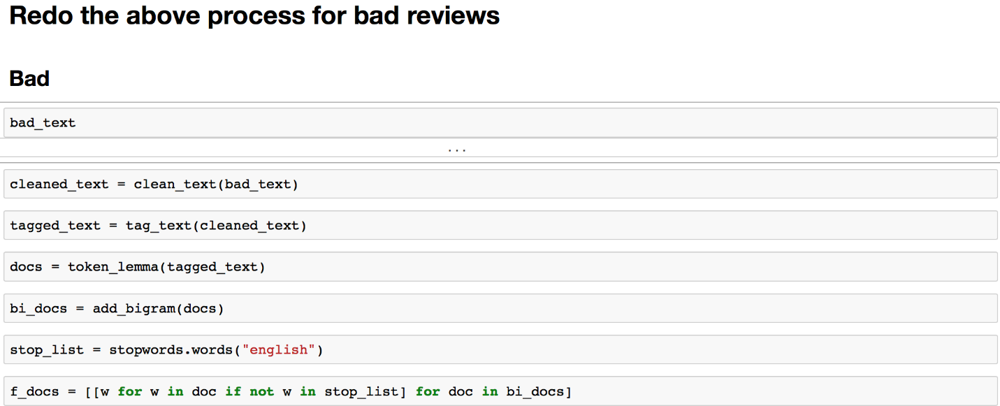 Redo the above process for bad reviews
Bad
bad_text
...
cleaned_text = clean_text(bad_text)
tagged_text = tag_text(cleaned_text)
docs = token_lemma(tagged_text)
bi_docs = add_bigram(docs)
stop_list = stopwords.words("english")
f_docs = [[w for w in doc if not w in stop_list] for doc in bi_docs]